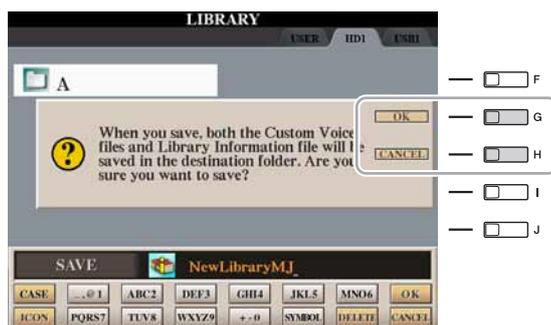 LIBRARY
USER HD1 USB1
A
F
OK
G
When you save, both the Custom Voice
files and Library Information file will be
saved in the destination folder. Are you
sure you want to save?
CANCEL
H
I
J
SAVE NewLibraryMJ_
CASE _.@1 ABC2 DEF3 GHI4 JKL5 MNO6 OK
ICON PQRS7 TUV8 WXYZ9 +-0 SYMBOL DELETE CANCEL